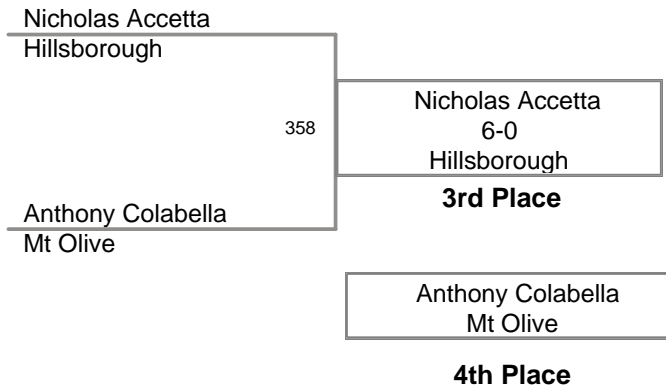 Nicholas Accetta
Hillsborough
358
Nicholas Accetta
6-0
Hillsborough
3rd Place
Anthony Colabella
Mt Olive
Anthony Colabella
Mt Olive
4th Place